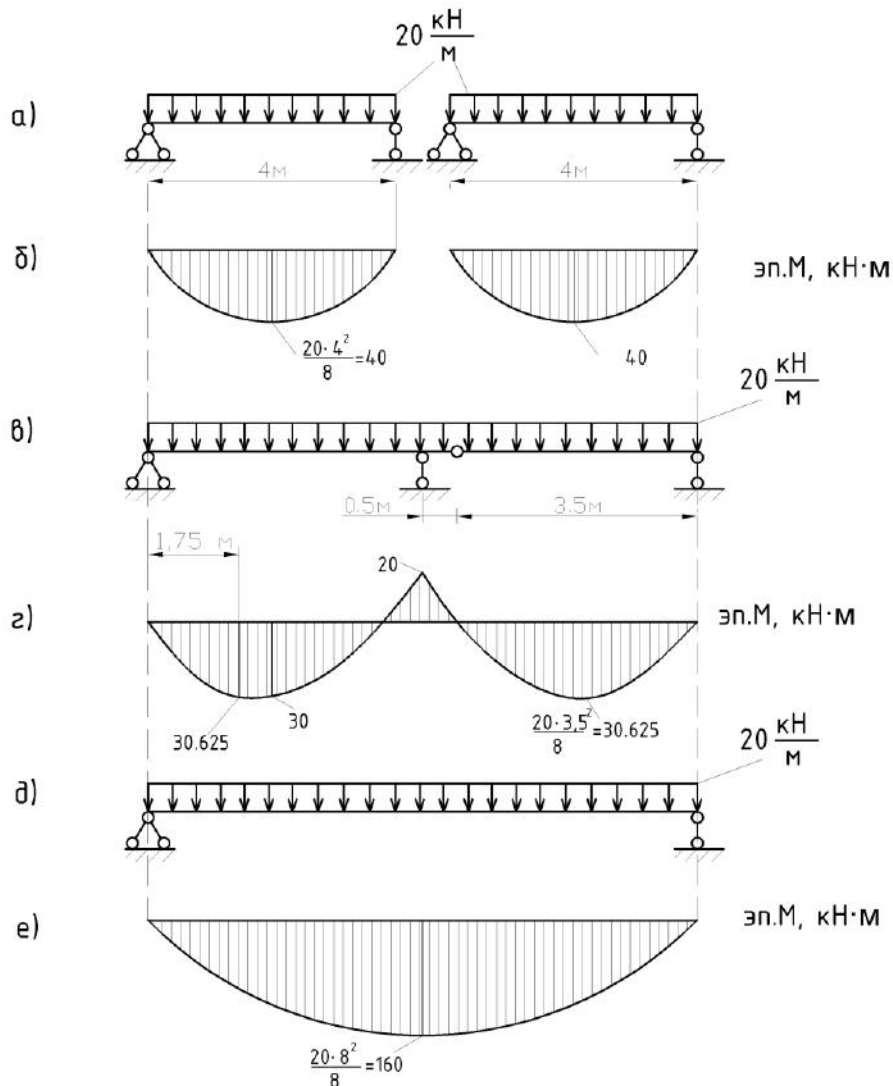 20 кН/м
а)
4м
4м
б)
эп.М, кН·м
20·4²/8=40
40
20 кН/м
в)
0.5м
3.5м
1,75 м
20
г)
эп.М, кН·м
30.625
30
20·3,5²/8=30.625
20 кН/м
д)
е)
эп.М, кН·м
20·8²/8=160